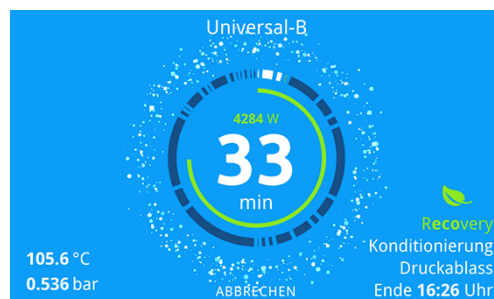 Universal-B
4284 W
33
min
Recovery
Konditionierung
105.6 °C
Druckablass
0.536 bar
ABBRECHEN
Ende 16:26 Uhr